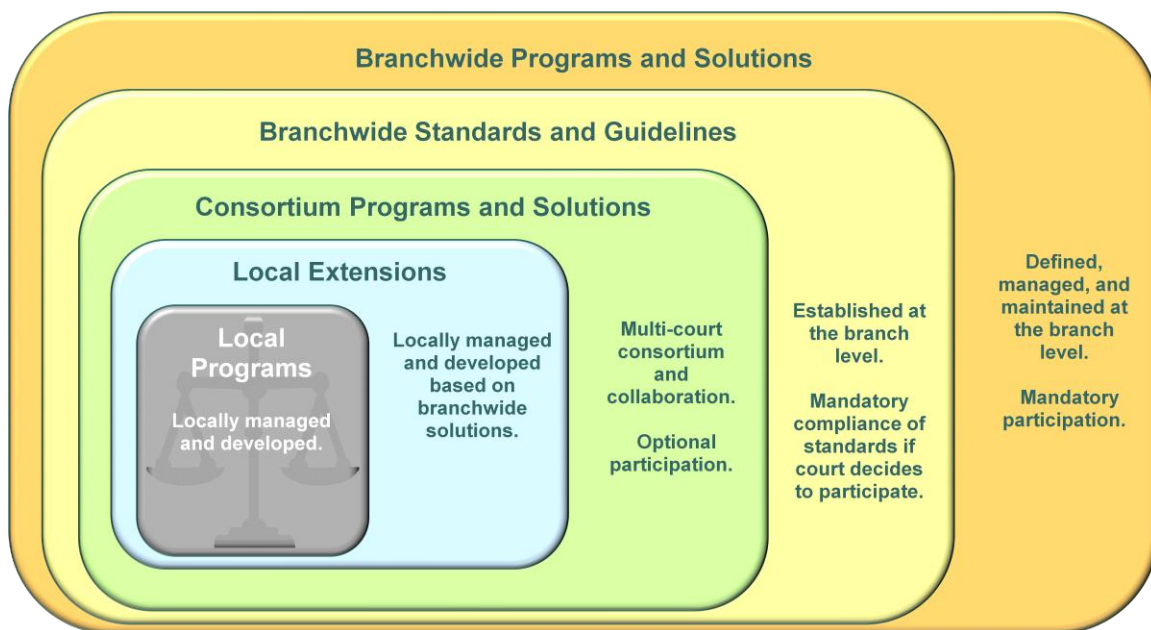 Branchwide Programs and Solutions
Branchwide Standards and Guidelines
Consortium Programs and Solutions
Local Extensions
Local
Programs
Locally managed
and developed.
Locally managed
and developed
based on
branchwide
solutions.
Multi-court
consortium
and
collaboration.
Optional
participation.
Established at
the branch
level.
Mandatory
compliance of
standards if
court decides
to participate.
Defined,
managed, and
maintained at
the branch
level.
Mandatory
participation.